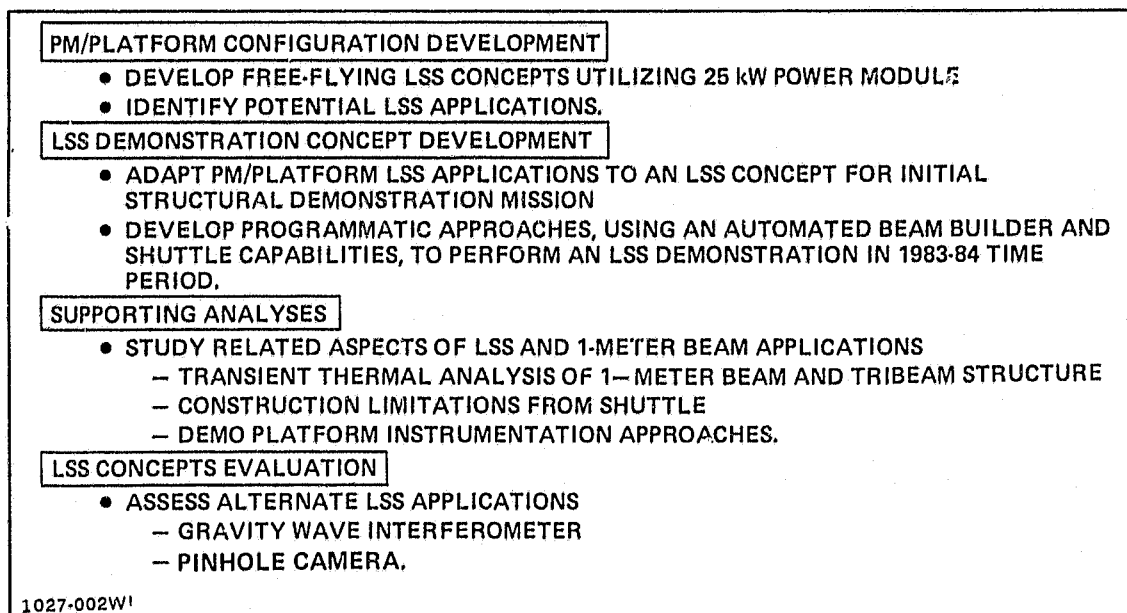 PM/PLATFORM CONFIGURATION DEVELOPMENT
• DEVELOP FREE-FLYING LSS CONCEPTS UTILIZING 25 kW POWER MODULE
• IDENTIFY POTENTIAL LSS APPLICATIONS.
LSS DEMONSTRATION CONCEPT DEVELOPMENT
• ADAPT PM/PLATFORM LSS APPLICATIONS TO AN LSS CONCEPT FOR INITIAL
STRUCTURAL DEMONSTRATION MISSION
• DEVELOP PROGRAMMATIC APPROACHES, USING AN AUTOMATED BEAM BUILDER AND
SHUTTLE CAPABILITIES, TO PERFORM AN LSS DEMONSTRATION IN 1983-84 TIME
PERIOD.
SUPPORTING ANALYSES
• STUDY RELATED ASPECTS OF LSS AND 1-METER BEAM APPLICATIONS
– TRANSIENT THERMAL ANALYSIS OF 1–METER BEAM AND TRIBEAM STRUCTURE
– CONSTRUCTION LIMITATIONS FROM SHUTTLE
– DEMO PLATFORM INSTRUMENTATION APPROACHES.
LSS CONCEPTS EVALUATION
• ASSESS ALTERNATE LSS APPLICATIONS
– GRAVITY WAVE INTERFEROMETER
– PINHOLE CAMERA.
1027-002W